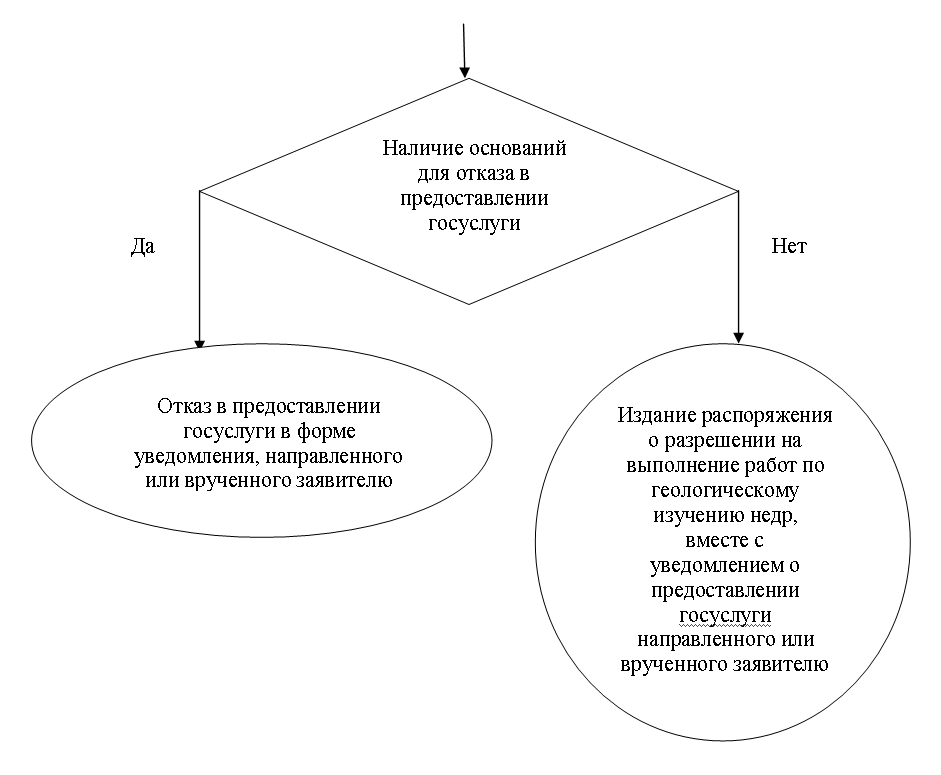 Наличие оснований
для отказа в
предоставлении
госуслуги
Да
Нет
Отказ в предоставлении
госуслуги в форме
уведомления, направленного
или врученного заявителю
Издание распоряжения
о разрешении на
выполнение работ по
геологическому
изучению недр,
вместе с
уведомлением о
предоставлении
госуслуги
направленного или
врученного заявителю